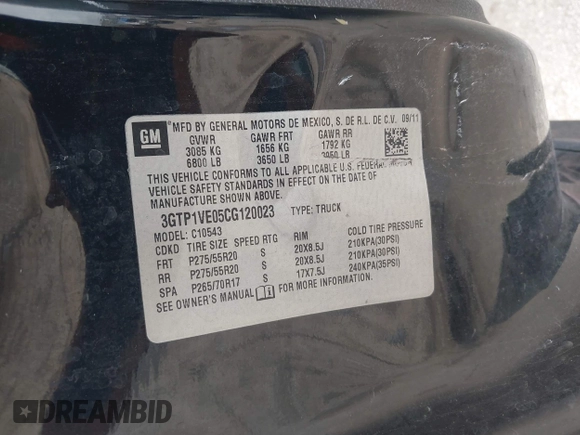 GM
MFD BY GENERAL MOTORS DE MEXICO, S. DE R.L. DE C.V. 09/11
GVWR GAWR FRT GAWR RR
3085 KG 1656 KG 1792 KG
6800 LB 3650 LB 3950 LB
THIS VEHICLE CONFORMS TO ALL APPLICABLE U.S. FEDERAL MOTOR
VEHICLE SAFETY STANDARDS IN EFFECT ON THE DATE OF
MANUFACTURE SHOWN ABOVE.
3GTP1VE05CG120023 TYPE: TRUCK
MODEL: C10543
CDKD TIRE SIZE SPEED RTG RIM COLD TIRE PRESSURE
FRT P275/55R20 S 20X8.5J 210KPA(30PSI)
RR P275/55R20 S 20X8.5J 210KPA(30PSI)
SPA P265/70R17 S 17X7.5J 240KPA(35PSI)
SEE OWNER'S MANUAL FOR MORE INFORMATION.
DREAMBID